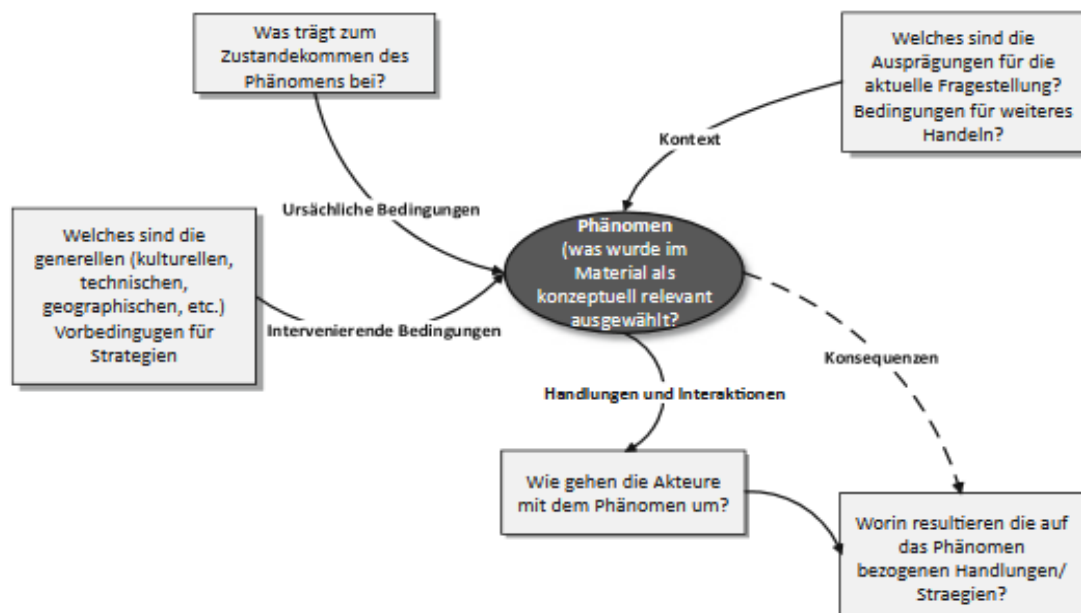 Was trägt zum
Zustandekommen des
Phänomens bei?
Welches sind die
Ausprägungen für die
aktuelle Fragestellung?
Bedingungen für weiteres
Handeln?
Kontext
Ursächliche Bedingungen
Welches sind die
generellen (kulturellen,
technischen,
geographischen, etc.)
Vorbedingugen für
Strategien
Intervenierende Bedingungen
Phänomen
(was wurde im
Material als
konzeptuell relevant
ausgewählt?
Konsequenzen
Handlungen und Interaktionen
Wie gehen die Akteure
mit dem Phänomen um?
Worin resultieren die auf
das Phänomen
bezogenen Handlungen/
Straegien?